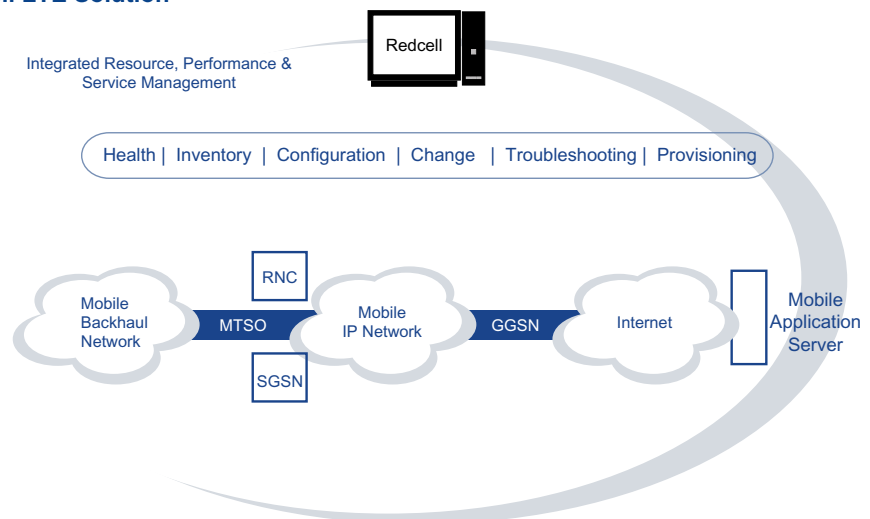 Solution
Redcell
Integrated Resource, Performance &
Service Management
Health | Inventory | Configuration | Change | Troubleshooting | Provisioning
RNC
Mobile
Backhaul
Network
MTSO
Mobile
IP Network
GGSN
Internet
Mobile
Application
Server
SGSN